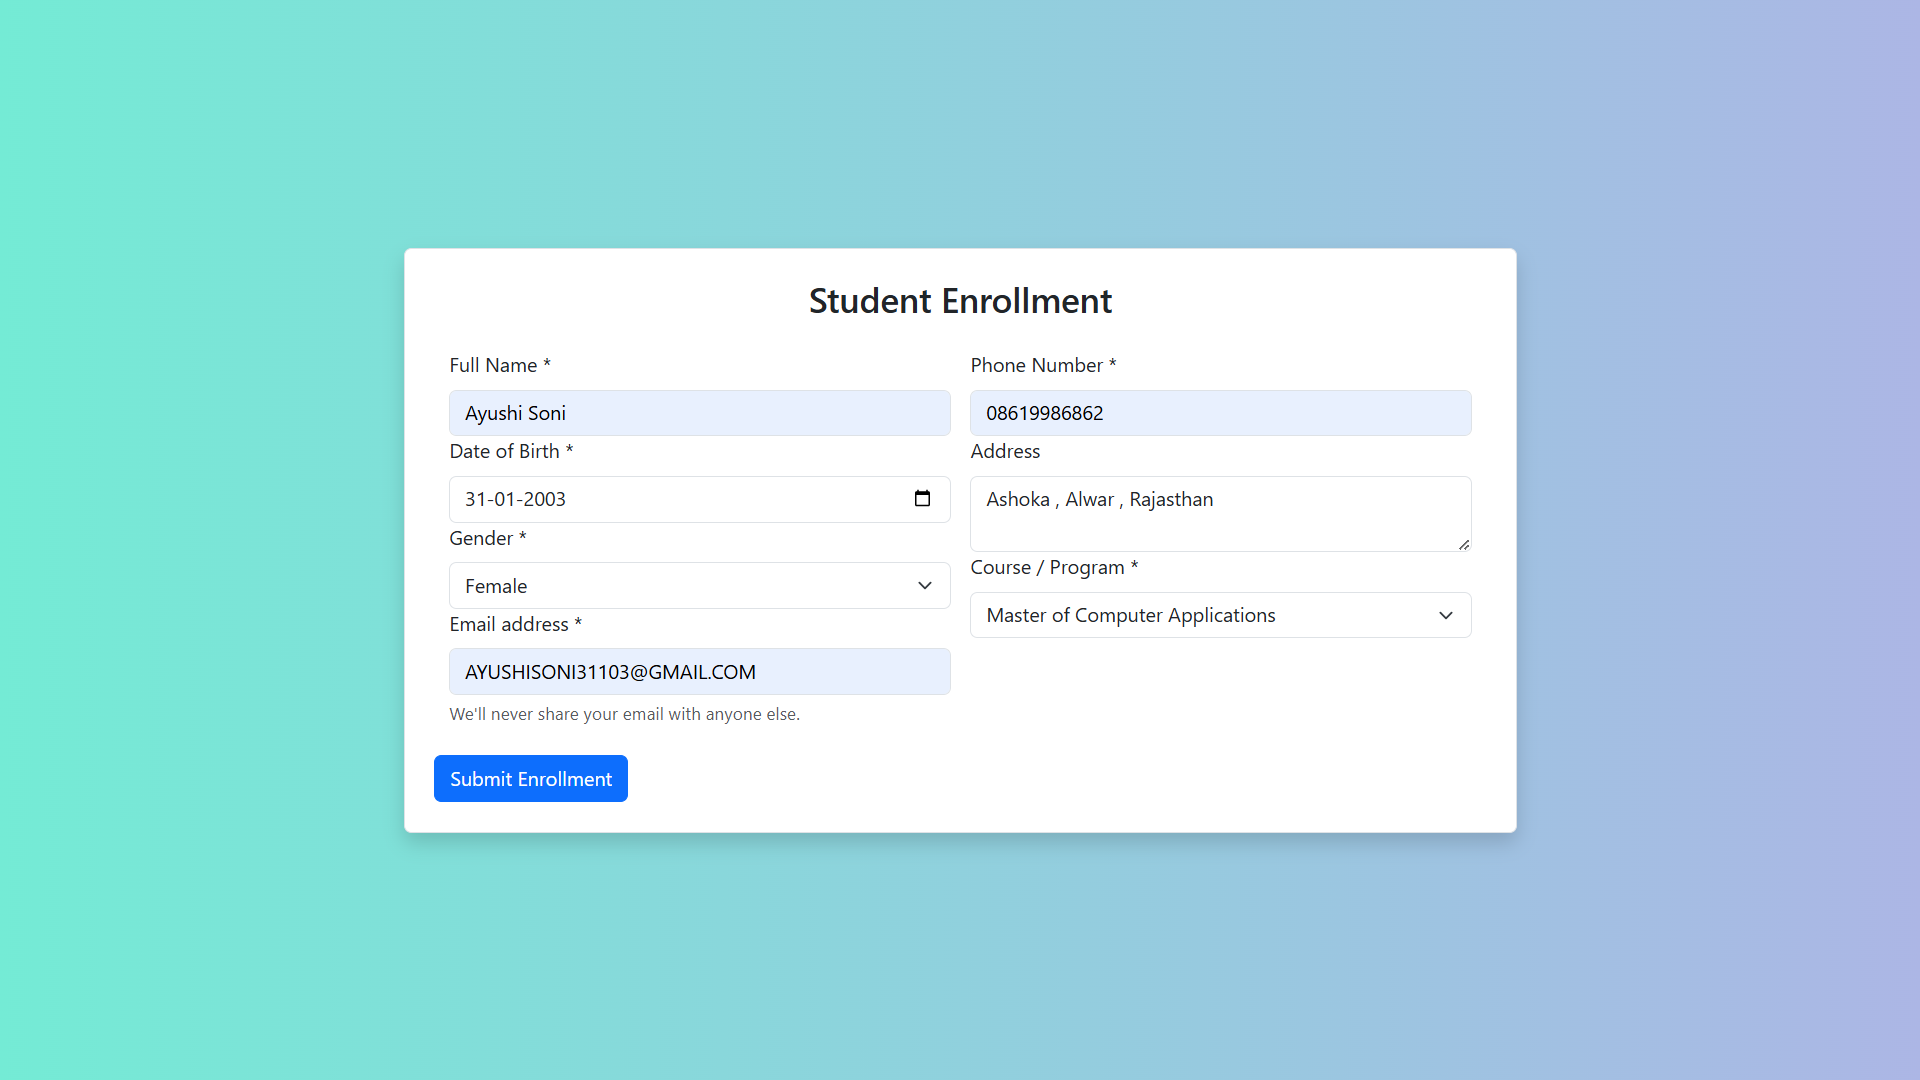 Student Enrollment
Full Name *
Ayushi Soni
Date of Birth *
31-01-2003
Gender *
Female
Email address *
AYUSHISONI31103@GMAIL.COM
We'll never share your email with anyone else.
Phone Number *
08619986862
Address
Ashoka , Alwar , Rajasthan
Course / Program *
Master of Computer Applications
Submit Enrollment